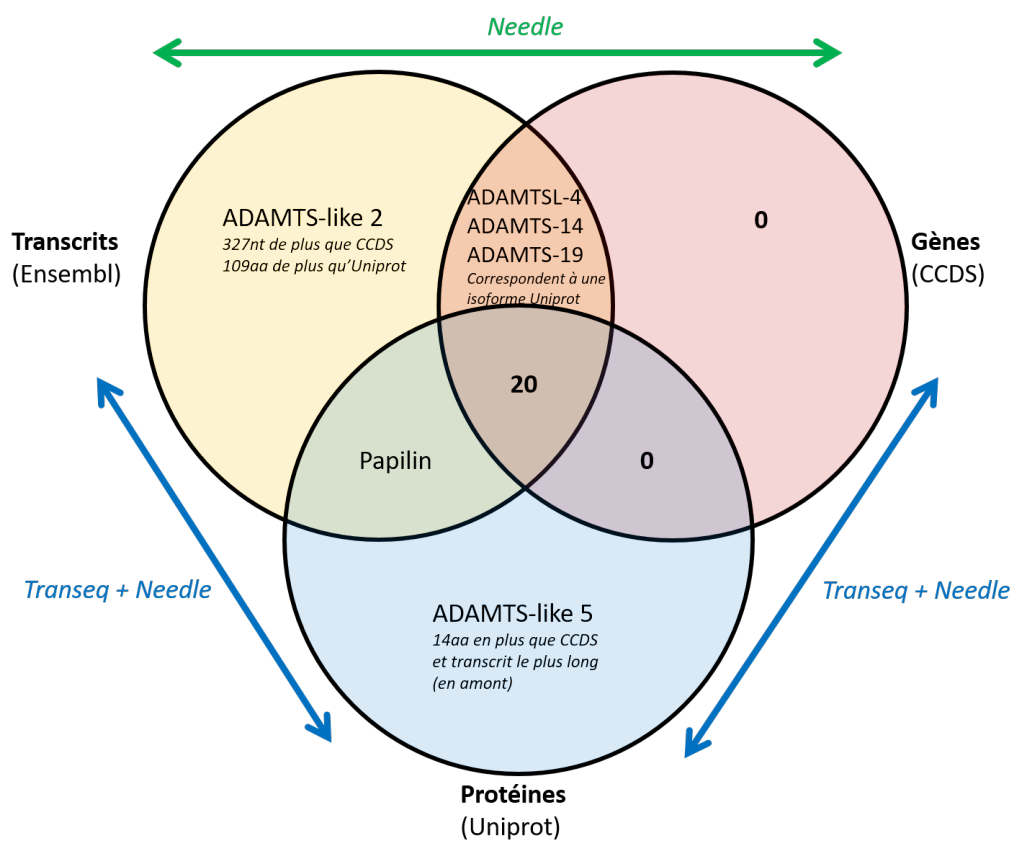 Needle
ADAMTS-like 2
327nt de plus que CCDS
109aa de plus qu’Uniprot
ADAMTSL-4
ADAMTS-14
ADAMTS-19
Correspondent à une
isoforme Uniprot
0
Transcrits
(Ensembl)
Gènes
(CCDS)
20
Papilin
0
Transeq + Needle
Transeq + Needle
ADAMTS-like 5
14aa en plus que CCDS
et transcrit le plus long
(en amont)
Protéines
(Uniprot)